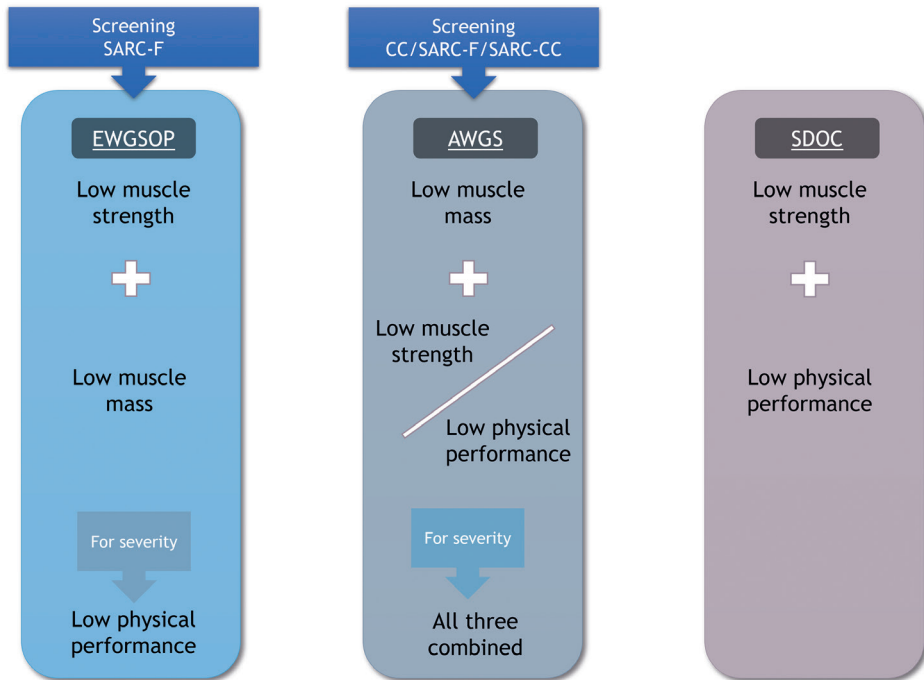 Screening
SARC-F
EWGSOP
Low muscle
strength
Low muscle
mass
For severity
Low physical
performance
Screening
CC/SARC-F/SARC-CC
AWGS
Low muscle
mass
Low muscle
strength
Low physical
performance
For severity
All three
combined
SDOC
Low muscle
strength
Low physical
performance